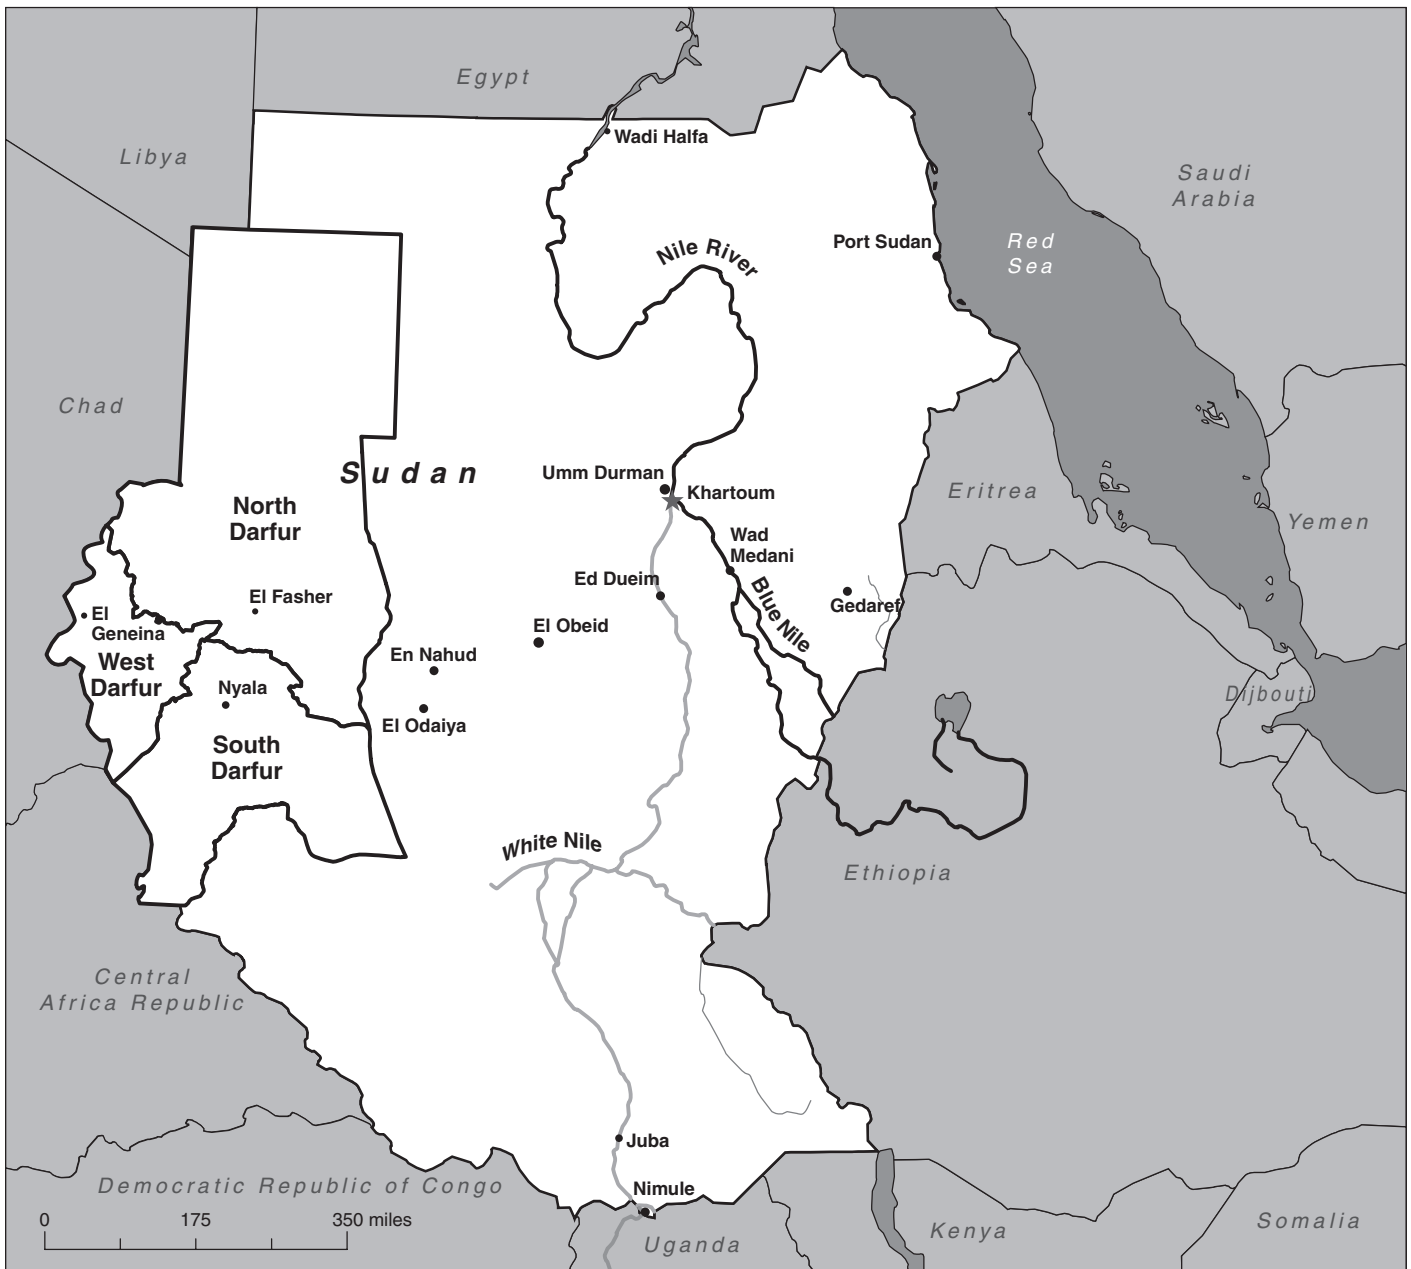 Egypt
Wadi Halfa
Libya
Saudi
Arabia
Nile River
Port Sudan
Red
Sea
Chad
Sudan
Umm Durman
Khartoum
Eritrea
North
Darfur
Yemen
Wad
Medani
Ed Dueim
Blue Nile
El Fasher
Gedaref
El
Geneina
El Obeid
En Nahud
West
Darfur
Nyala
Dijbouti
El Odaiya
South
Darfur
White Nile
Ethiopia
Central
Africa Republic
Juba
Democratic Republic of Congo
Nimule
0 175 350 miles
Uganda
Kenya
Somalia